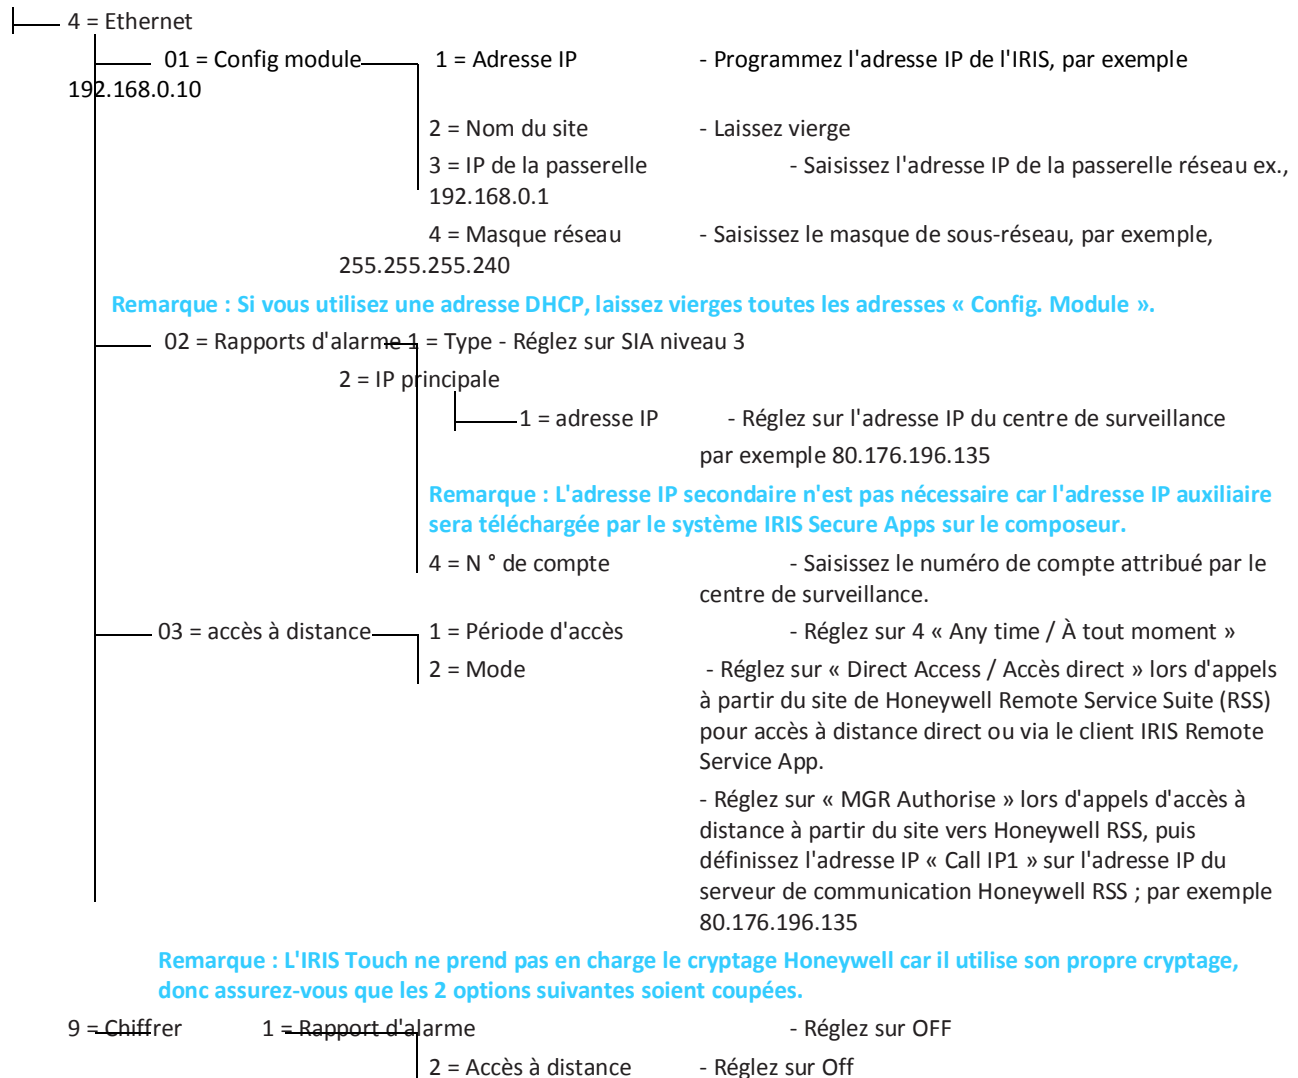 4 = Ethernet
01 = Config module 1 = Adresse IP - Programmez l'adresse IP de l'IRIS, par exemple
192.168.0.10
2 = Nom du site - Laissez vierge
3 = IP de la passerelle - Saisissez l'adresse IP de la passerelle réseau ex.,
192.168.0.1
4 = Masque réseau - Saisissez le masque de sous-réseau, par exemple,
255.255.255.240
Remarque : Si vous utilisez une adresse DHCP, laissez vierges toutes les adresses « Config. Module ».
02 = Rapports d'alarme 1 = Type - Réglez sur SIA niveau 3
2 = IP principale
1 = adresse IP - Réglez sur l'adresse IP du centre de surveillance
par exemple 80.176.196.135
Remarque : L'adresse IP secondaire n'est pas nécessaire car l'adresse IP auxiliaire
sera téléchargée par le système IRIS Secure Apps sur le composeur.
4 = N ° de compte - Saisissez le numéro de compte attribué par le
centre de surveillance.
03 = accès à distance 1 = Période d'accès - Réglez sur 4 « Any time / À tout moment »
2 = Mode - Réglez sur « Direct Access / Accès direct » lors d'appels
à partir du site de Honeywell Remote Service Suite (RSS)
pour accès à distance direct ou via le client IRIS Remote
Service App.
- Réglez sur « MGR Authorise » lors d'appels d'accès à
distance à partir du site vers Honeywell RSS, puis
définissez l'adresse IP « Call IP1 » sur l'adresse IP du
serveur de communication Honeywell RSS ; par exemple
80.176.196.135
Remarque : L'IRIS Touch ne prend pas en charge le cryptage Honeywell car il utilise son propre cryptage,
donc assurez-vous que les 2 options suivantes soient coupées.
9 = Chiffrer 1 = Rapport d'alarme - Réglez sur OFF
2 = Accès à distance - Réglez sur Off